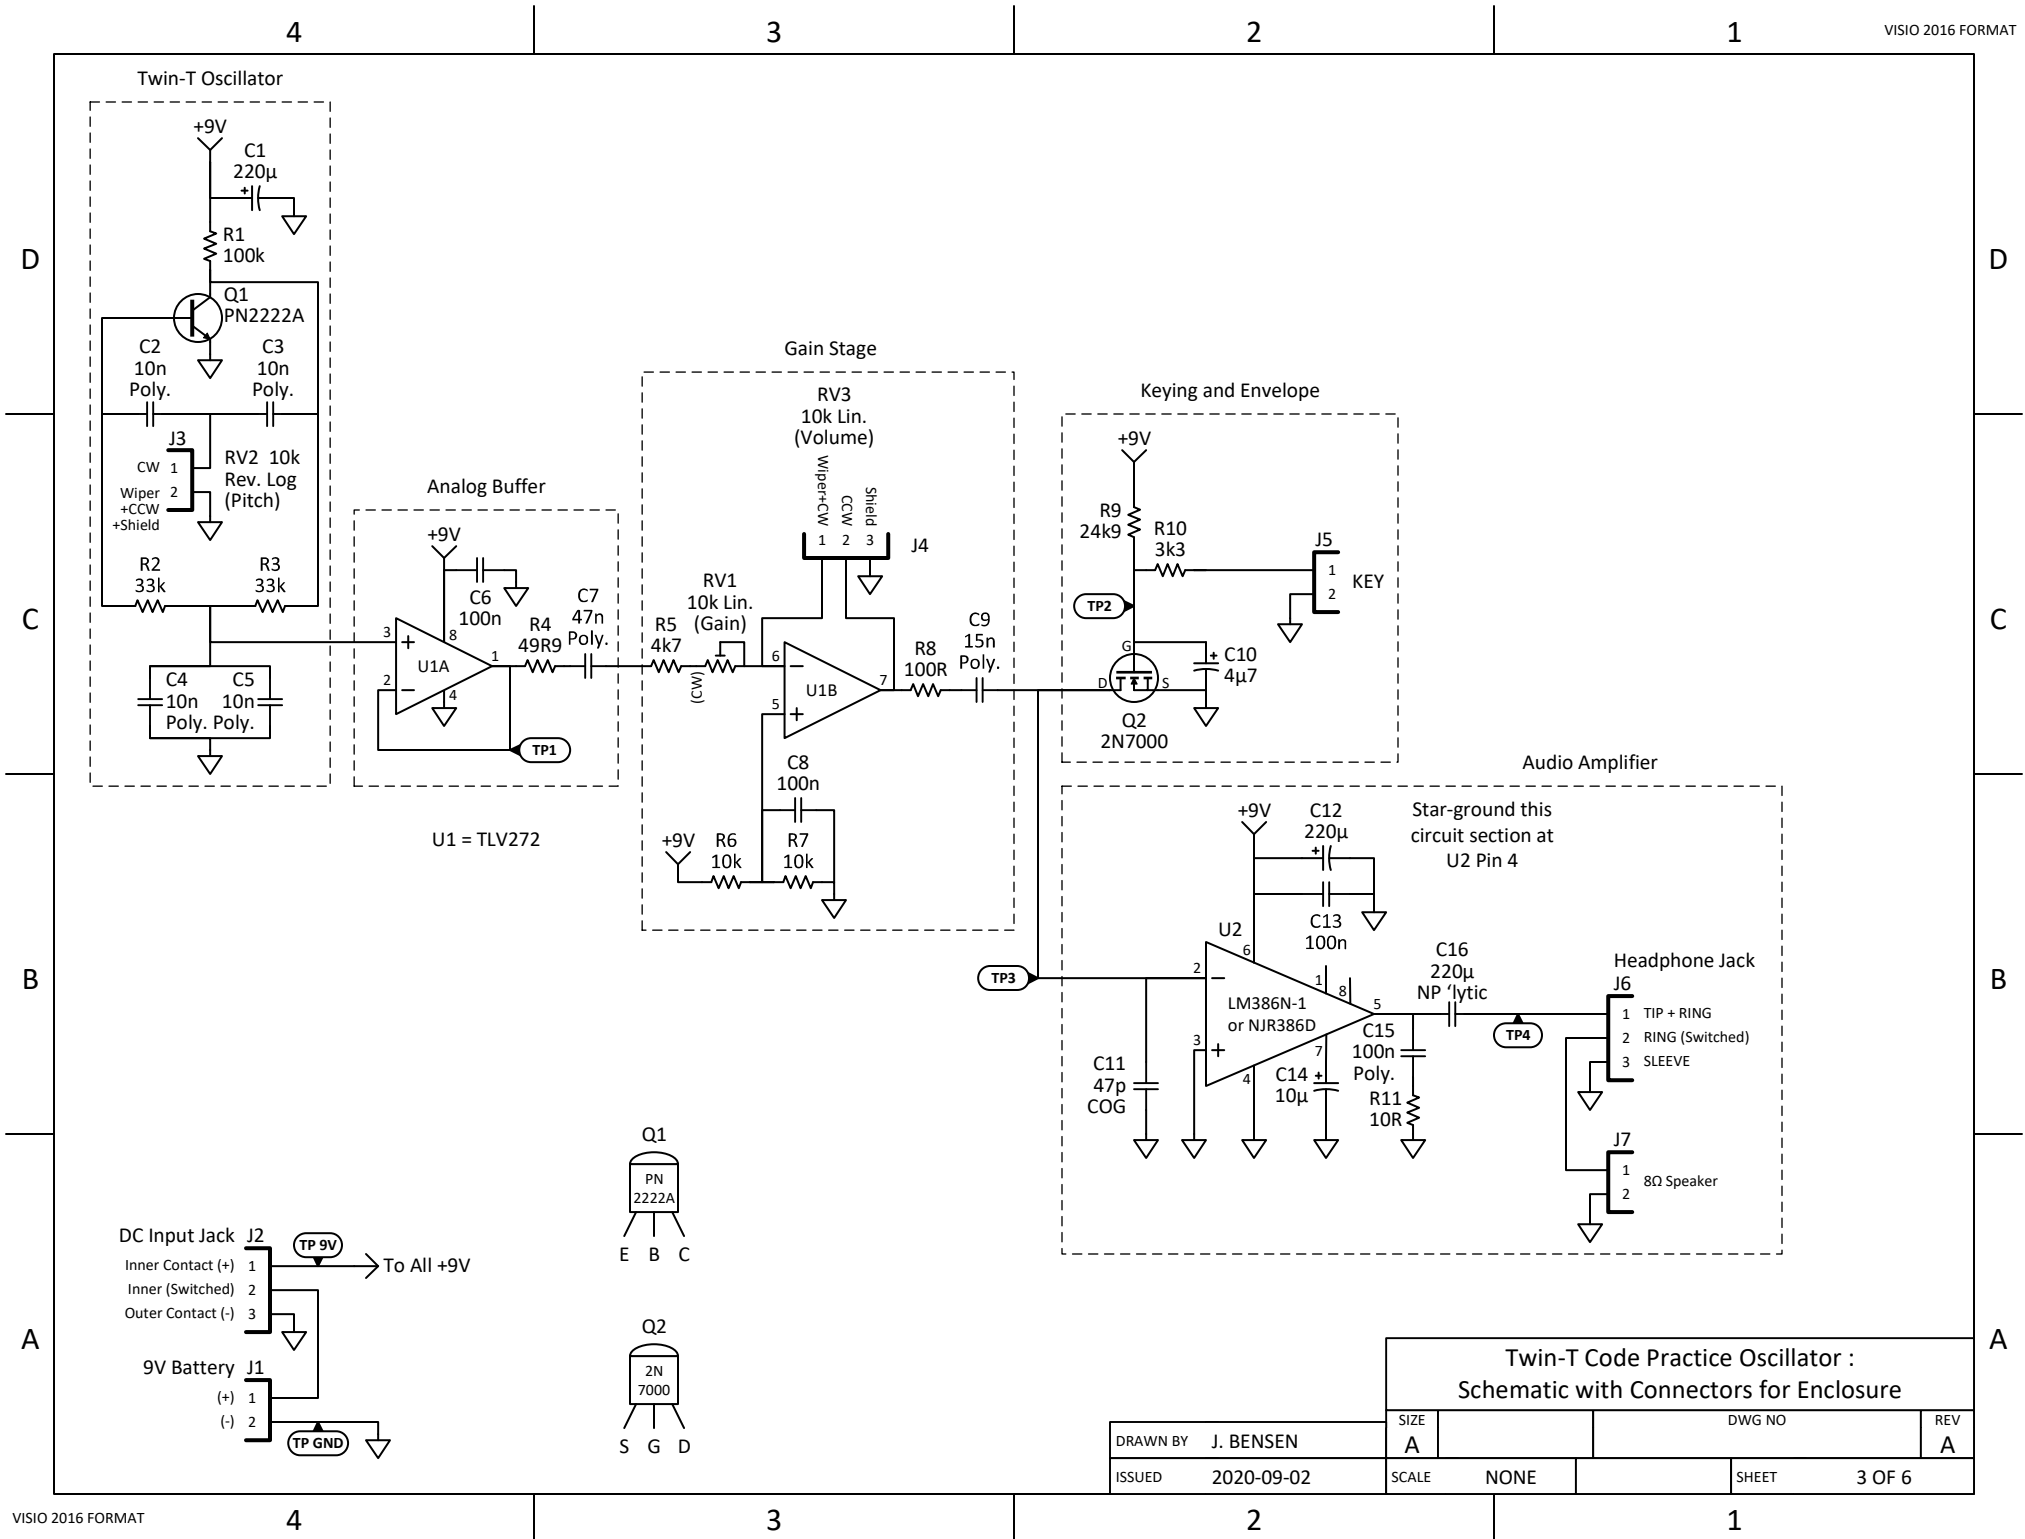 4
3
2
1
VISIO 2016 FORMAT
D
C
B
A
D
C
B
A
Twin-T Oscillator
+9V
C1
220µ
+
R1
100k
Q1
PN2222A
C2
10n
Poly.
C3
10n
Poly.
J3
CW 1
Wiper 2
+CCW
+Shield
RV2 10k
Rev. Log
(Pitch)
R2
33k
R3
33k
C4
10n
Poly.
C5
10n
Poly.
Analog Buffer
+9V
C6
100n
8
3
+
U1A
1
2
−
4
R4
49R9
C7
47n
Poly.
TP1
U1 = TLV272
Gain Stage
RV3
10k Lin.
(Volume)
Wiper+CW
CCW
Shield
1 2 3
J4
RV1
10k Lin.
(Gain)
R5
4k7
(CW)
6
−
U1B
7
5
+
R8
100R
C9
15n
Poly.
C8
100n
+9V
R6
10k
R7
10k
Keying and Envelope
+9V
R9
24k9
R10
3k3
J5
1
2
KEY
TP2
G
D
S
+
C10
4µ7
Q2
2N7000
Audio Amplifier
+9V
C12
220µ
+
Star-ground this
circuit section at
U2 Pin 4
C13
100n
U2
6
TP3
2
−
1
8
LM386N-1
or NJR386D
5
3
+
7
4
C11
47p
COG
C14
10µ
+
C15
100n
Poly.
R11
10R
C16
220µ
NP ‘lytic
TP4
Headphone Jack
J6
1 TIP + RING
2 RING (Switched)
3 SLEEVE
J7
1
2
8Ω Speaker
Q1
PN
2222A
E B C
Q2
2N
7000
S G D
DC Input Jack J2
Inner Contact (+) 1
Inner (Switched) 2
Outer Contact (-) 3
TP 9V
To All +9V
9V Battery J1
(+) 1
(-) 2
TP GND
Twin-T Code Practice Oscillator :
Schematic with Connectors for Enclosure
DRAWN BY J. BENSEN
ISSUED 2020-09-02
SIZE
A
DWG NO
REV
A
SCALE NONE
SHEET 3 OF 6
VISIO 2016 FORMAT
4
3
2
1